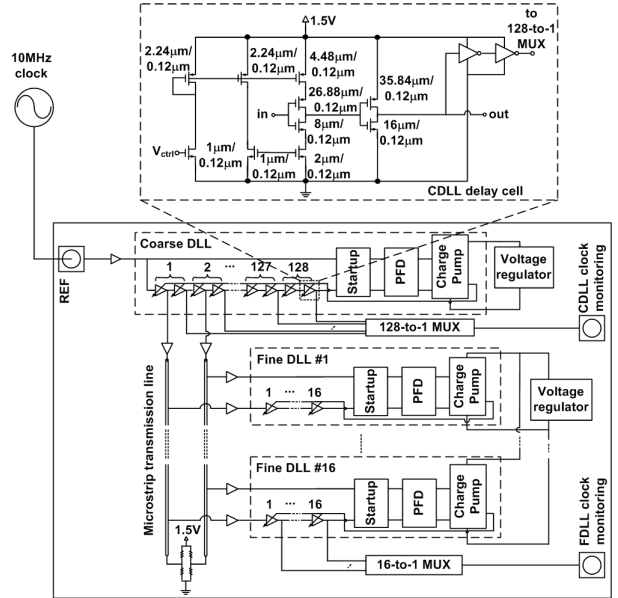 1.5V
to
128-to-1
MUX
10MHz
clock
2.24μm/
0.12μm
2.24μm/
0.12μm
4.48μm/
0.12μm
35.84μm/
0.12μm
26.88μm/
0.12μm
in
out
8μm/
0.12μm
16μm/
0.12μm
Vctrl
1μm/
0.12μm
1μm/
0.12μm
2μm/
0.12μm
CDLL delay cell
REF
Coarse DLL
1
2
...
127
128
Startup
PFD
Charge
Pump
Voltage
regulator
CDLL clock
monitoring
128-to-1 MUX
Microstrip transmission line
Fine DLL #1
1
...
16
Startup
PFD
Charge
Pump
Voltage
regulator
Fine DLL #16
1
...
16
Startup
PFD
Charge
Pump
FDLL clock
monitoring
1.5V
16-to-1 MUX